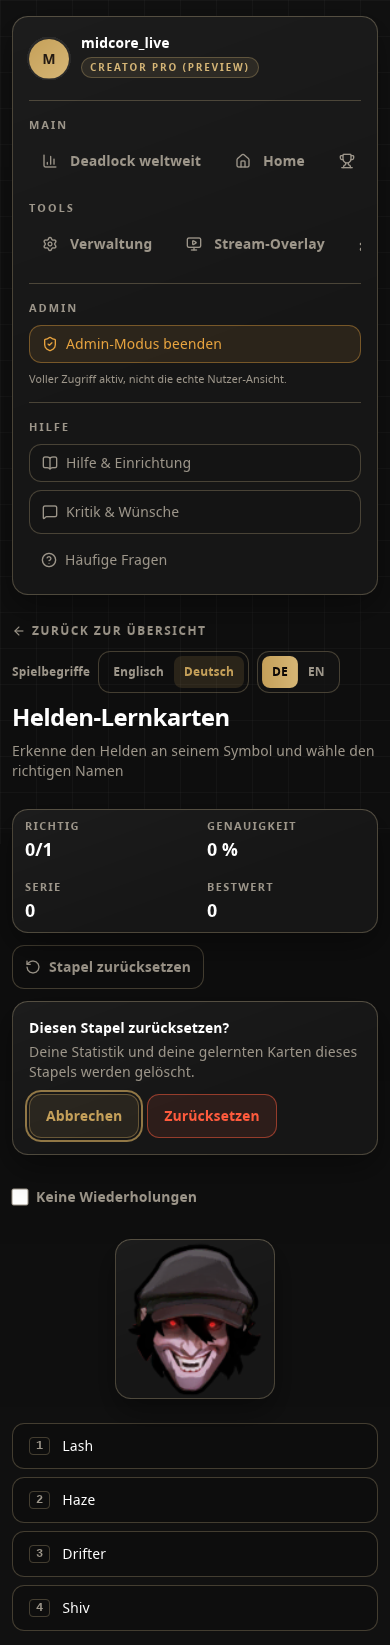 M
midcore_live
CREATOR PRO (PREVIEW)
MAIN
Deadlock weltweit
Home
TOOLS
Verwaltung
Stream-Overlay
ADMIN
Admin-Modus beenden
Voller Zugriff aktiv, nicht die echte Nutzer-Ansicht.
HILFE
Hilfe & Einrichtung
Kritik & Wünsche
Häufige Fragen
← ZURÜCK ZUR ÜBERSICHT
Spielbegriffe Englisch Deutsch DE EN
Helden-Lernkarten
Erkenne den Helden an seinem Symbol und wähle den
richtigen Namen
RICHTIG GENAUIGKEIT
0/1 0 %
SERIE BESTWERT
0 0
Stapel zurücksetzen
Diesen Stapel zurücksetzen?
Deine Statistik und deine gelernten Karten dieses
Stapels werden gelöscht.
Abbrechen Zurücksetzen
Keine Wiederholungen
1 Lash
2 Haze
3 Drifter
4 Shiv